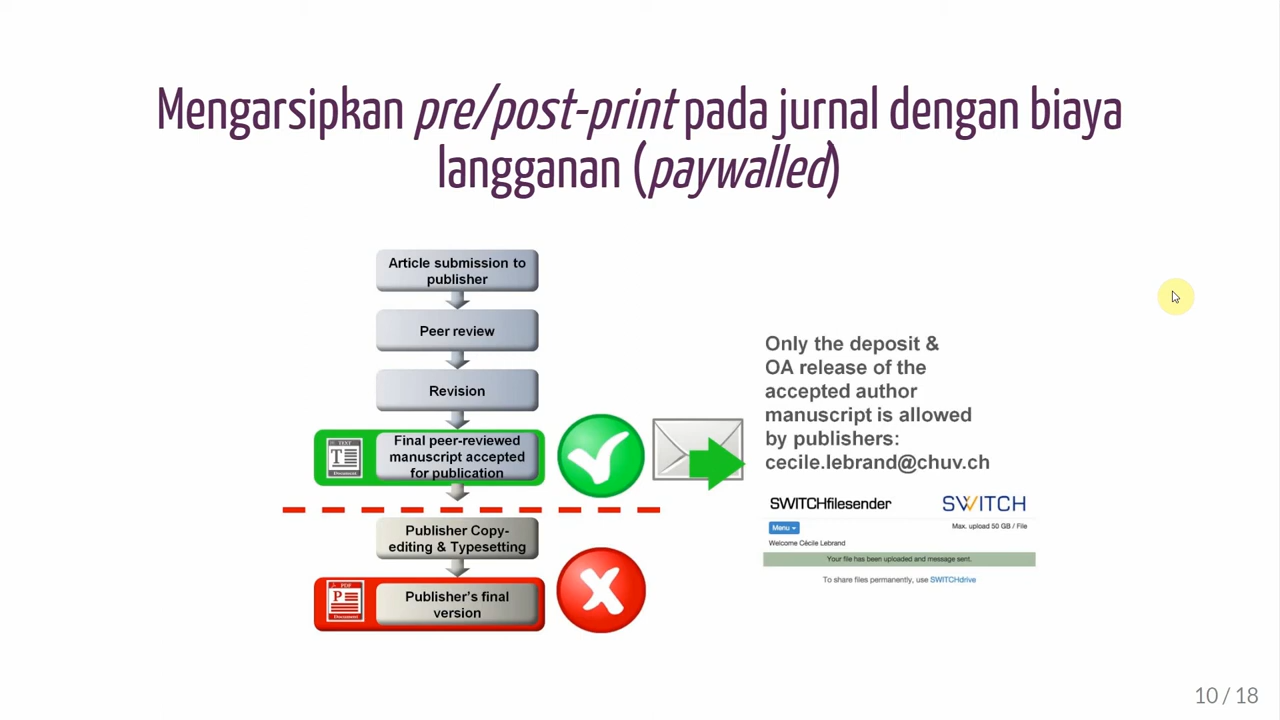 Mengarsipkan pre/post-print pada jurnal dengan biaya
langganan (paywalled)
Article submission to
publisher
Peer review
Revision
TEXT
T
Document
Final peer-reviewed
manuscript accepted
for publication
Publisher Copy-
editing & Typesetting
PDF
P
Document
Publisher's final
version
Only the deposit &
OA release of the
accepted author
manuscript is allowed
by publishers:
cecile.lebrand@chuv.ch
SWITCHfilesender
SWITCH
Menu
Max. upload 50 GB / File
Welcome Cécile Lebrand
Your file has been uploaded and message sent.
To share files permanently, use SWITCHdrive
10 / 18